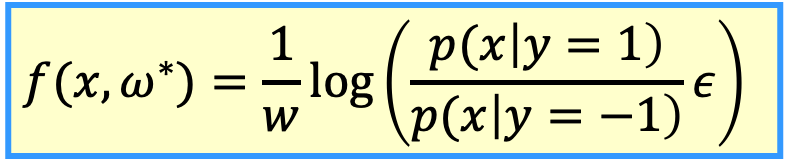 f(x, ω*) = 1/w log( p(x|y = 1) / p(x|y = −1) ϵ )